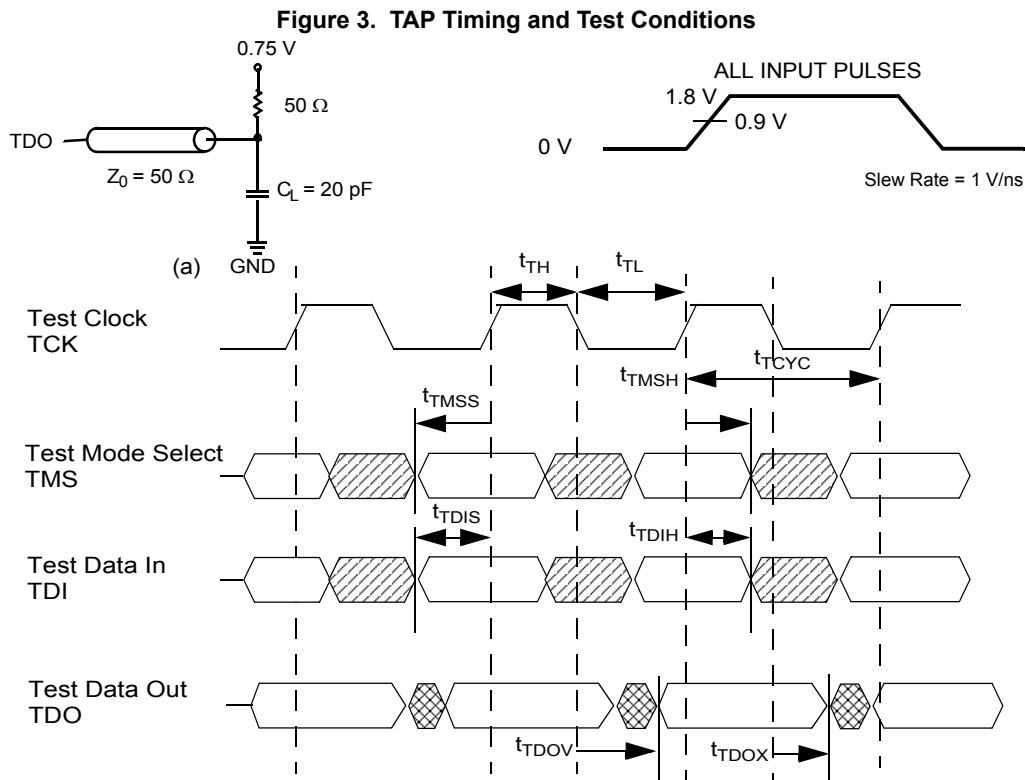 Figure 3. TAP Timing and Test Conditions
0.75 V
50 Ω
TDO
Z0 = 50 Ω
CL = 20 pF
(a)
GND
ALL INPUT PULSES
1.8 V
0.9 V
0 V
Slew Rate = 1 V/ns
tTH
tTL
Test Clock
TCK
tTCYC
tTMSH
tTMSS
Test Mode Select
TMS
tTDIS
tTDIH
Test Data In
TDI
Test Data Out
TDO
tTDOV
tTDOX